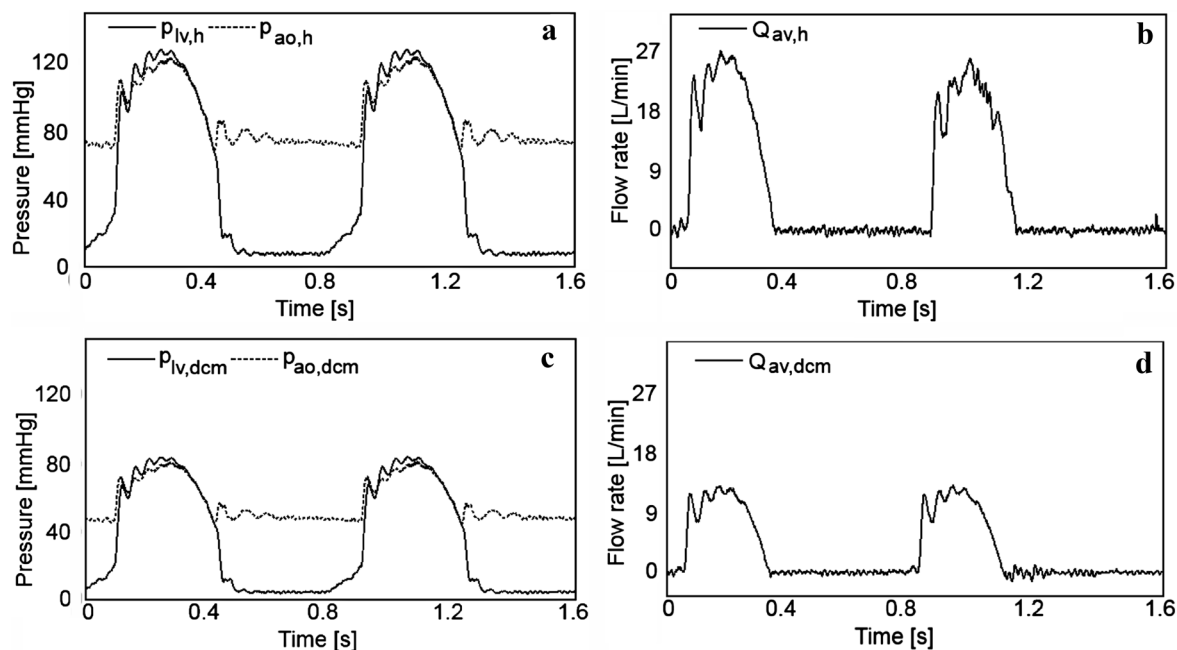 p_lv,h p_ao,h a
120
80
40
0
Pressure [mmHg]
0 0.4 0.8 1.2 1.6
Time [s]
Q_av,h b
27
18
9
0
Flow rate [L/min]
0 0.4 0.8 1.2 1.6
Time [s]
p_lv,dcm p_ao,dcm c
120
80
40
0
Pressure [mmHg]
0 0.4 0.8 1.2 1.6
Time [s]
Q_av,dcm d
27
18
9
0
Flow rate [L/min]
0 0.4 0.8 1.2 1.6
Time [s]